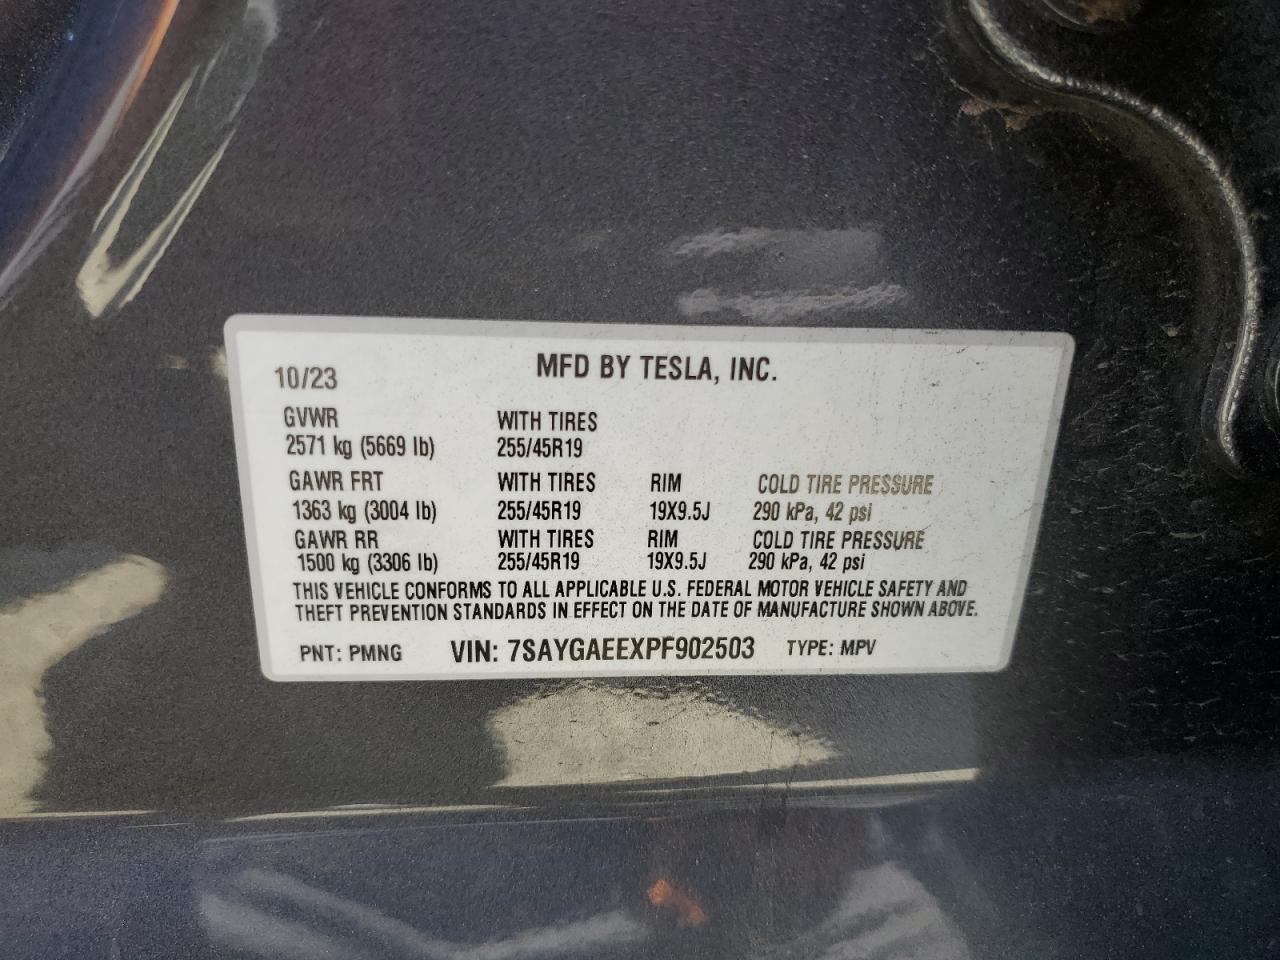 MFD BY TESLA, INC.
10/23
GVWR WITH TIRES
2571 kg (5669 lb) 255/45R19
GAWR FRT WITH TIRES RIM COLD TIRE PRESSURE
1363 kg (3004 lb) 255/45R19 19X9.5J 290 kPa, 42 psi
GAWR RR WITH TIRES RIM COLD TIRE PRESSURE
1500 kg (3306 lb) 255/45R19 19X9.5J 290 kPa, 42 psi
THIS VEHICLE CONFORMS TO ALL APPLICABLE U.S. FEDERAL MOTOR VEHICLE SAFETY AND
THEFT PREVENTION STANDARDS IN EFFECT ON THE DATE OF MANUFACTURE SHOWN ABOVE.
PNT: PMNG VIN: 7SAYGAEEXPF902503 TYPE: MPV